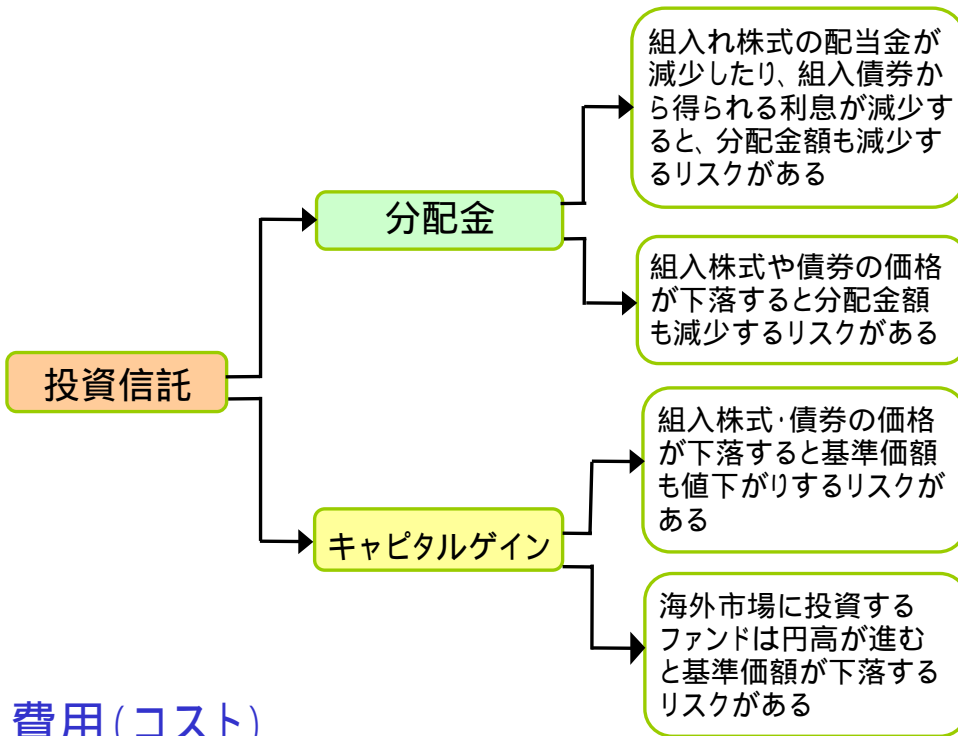 組入れ株式の配当金が
減少したり、組入債券か
ら得られる利息が減少す
ると、分配金額も減少す
るリスクがある
分配金
組入株式や債券の価格
が下落すると分配金額
も減少するリスクがある
投資信託
組入株式・債券の価格
が下落すると基準価額
も値下がりするリスクが
ある
キャピタルゲイン
海外市場に投資する
ファンドは円高が進む
と基準価額が下落する
リスクがある
費用(コスト)